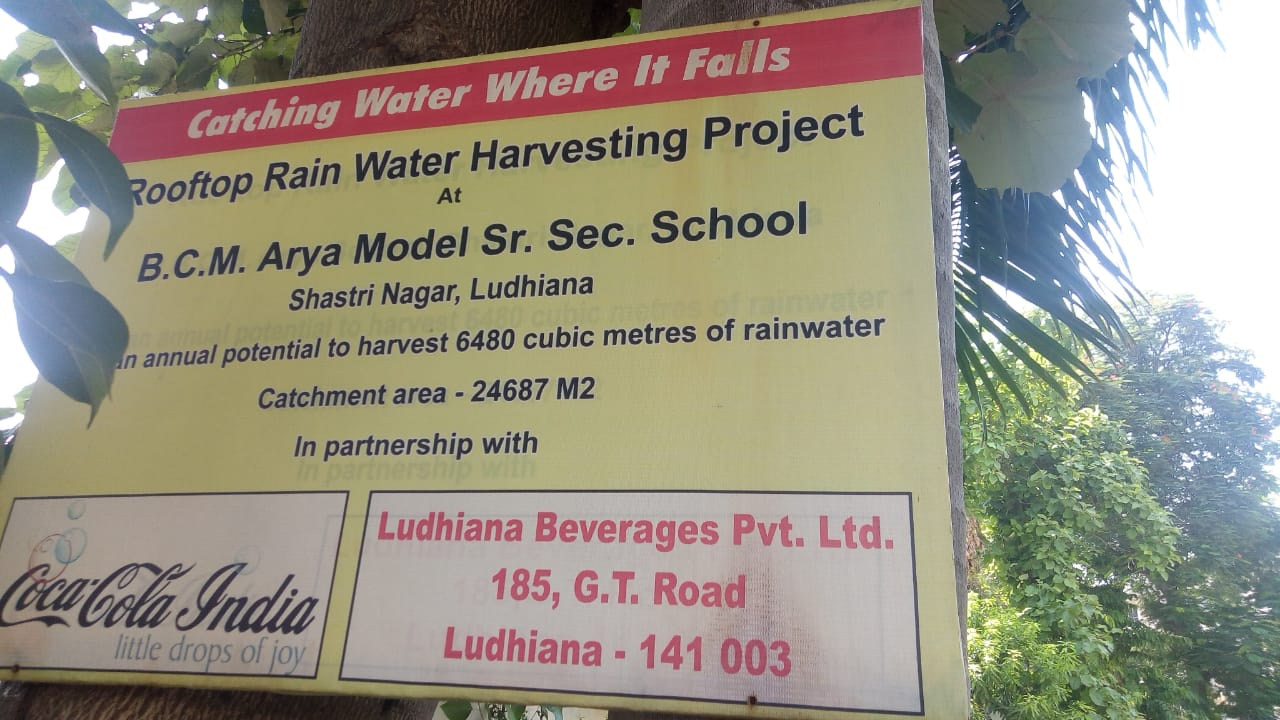 Catching Water Where It Falls
Rooftop Rain Water Harvesting Project
At
B.C.M. Arya Model Sr. Sec. School
Shastri Nagar, Ludhiana
an annual potential to harvest 6480 cubic metres of rainwater
Catchment area - 24687 M2
In partnership with
Coca-Cola India
little drops of joy
Ludhiana Beverages Pvt. Ltd.
185, G.T. Road
Ludhiana - 141 003